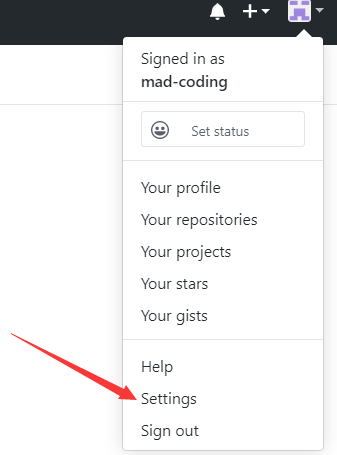 Signed in as
mad-coding
Set status
Your profile
Your repositories
Your projects
Your stars
Your gists
Help
Settings
Sign out